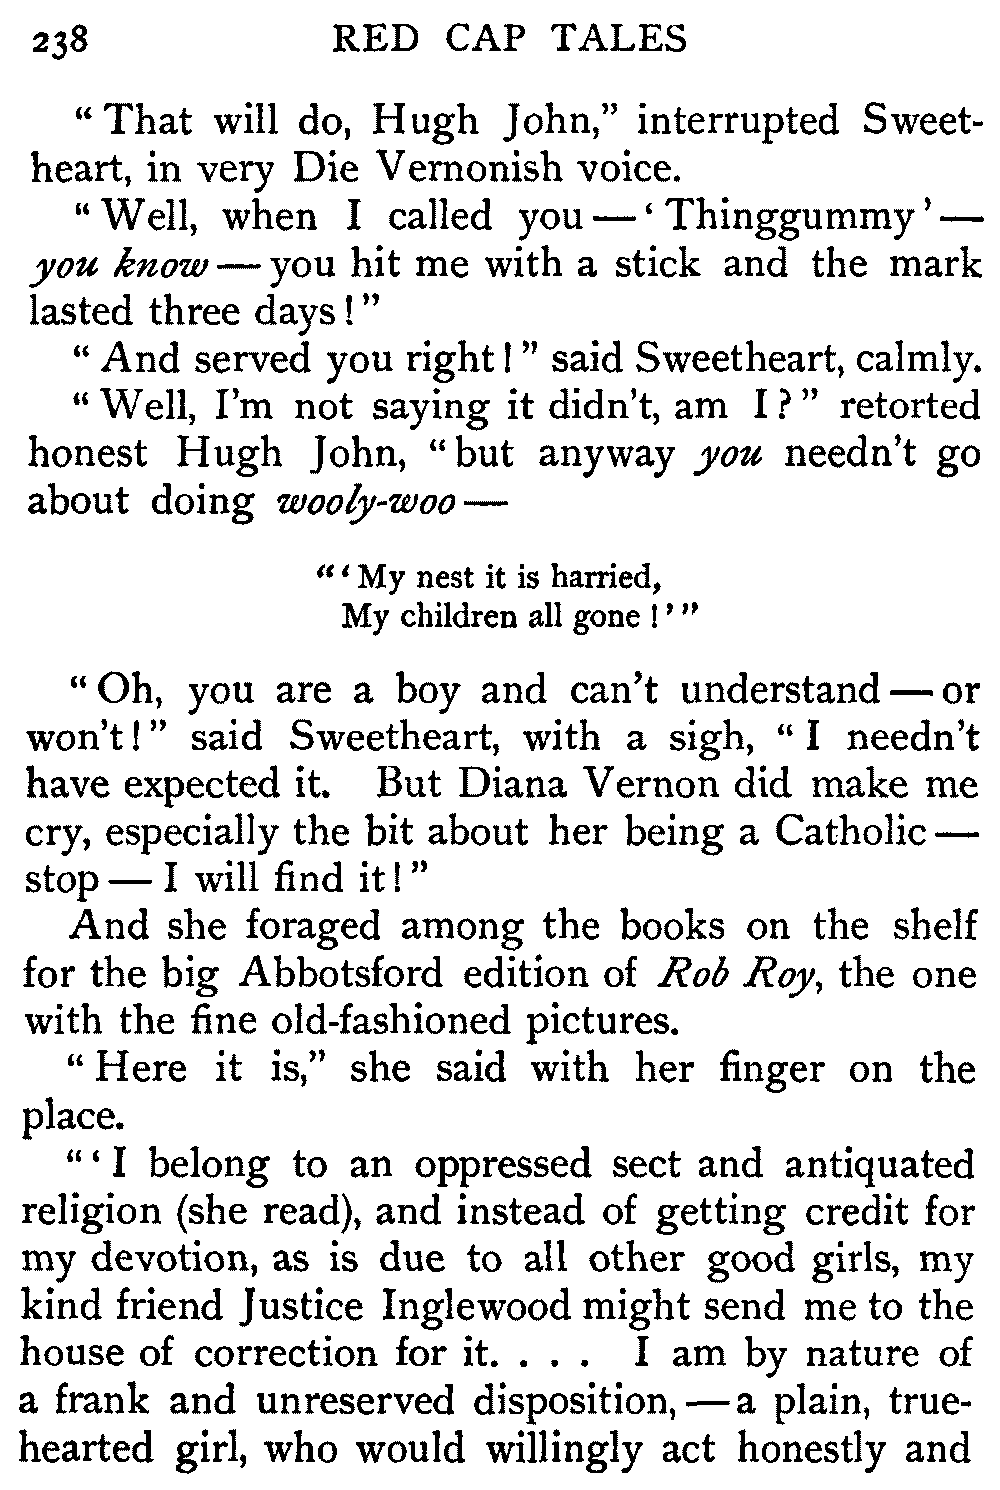 238 RED CAP TALES
“ That will do, Hugh John,” interrupted Sweet-
heart, in very Die Vernonish voice.
“ Well, when I called you — ‘ Thinggummy ’ —
you know — you hit me with a stick and the mark
lasted three days ! ”
“ And served you right ! ” said Sweetheart, calmly.
“ Well, I’m not saying it didn’t, am I ? ” retorted
honest Hugh John, “ but anyway you needn’t go
about doing wooly-woo —
“ ‘ My nest it is harried,
My children all gone ! ’ ”
“ Oh, you are a boy and can’t understand — or
won’t ! ” said Sweetheart, with a sigh, “ I needn’t
have expected it. But Diana Vernon did make me
cry, especially the bit about her being a Catholic —
stop — I will find it ! ”
And she foraged among the books on the shelf
for the big Abbotsford edition of Rob Roy, the one
with the fine old-fashioned pictures.
“ Here it is,” she said with her finger on the
place.
“ ‘ I belong to an oppressed sect and antiquated
religion (she read), and instead of getting credit for
my devotion, as is due to all other good girls, my
kind friend Justice Inglewood might send me to the
house of correction for it. . . . I am by nature of
a frank and unreserved disposition, — a plain, true-
hearted girl, who would willingly act honestly and